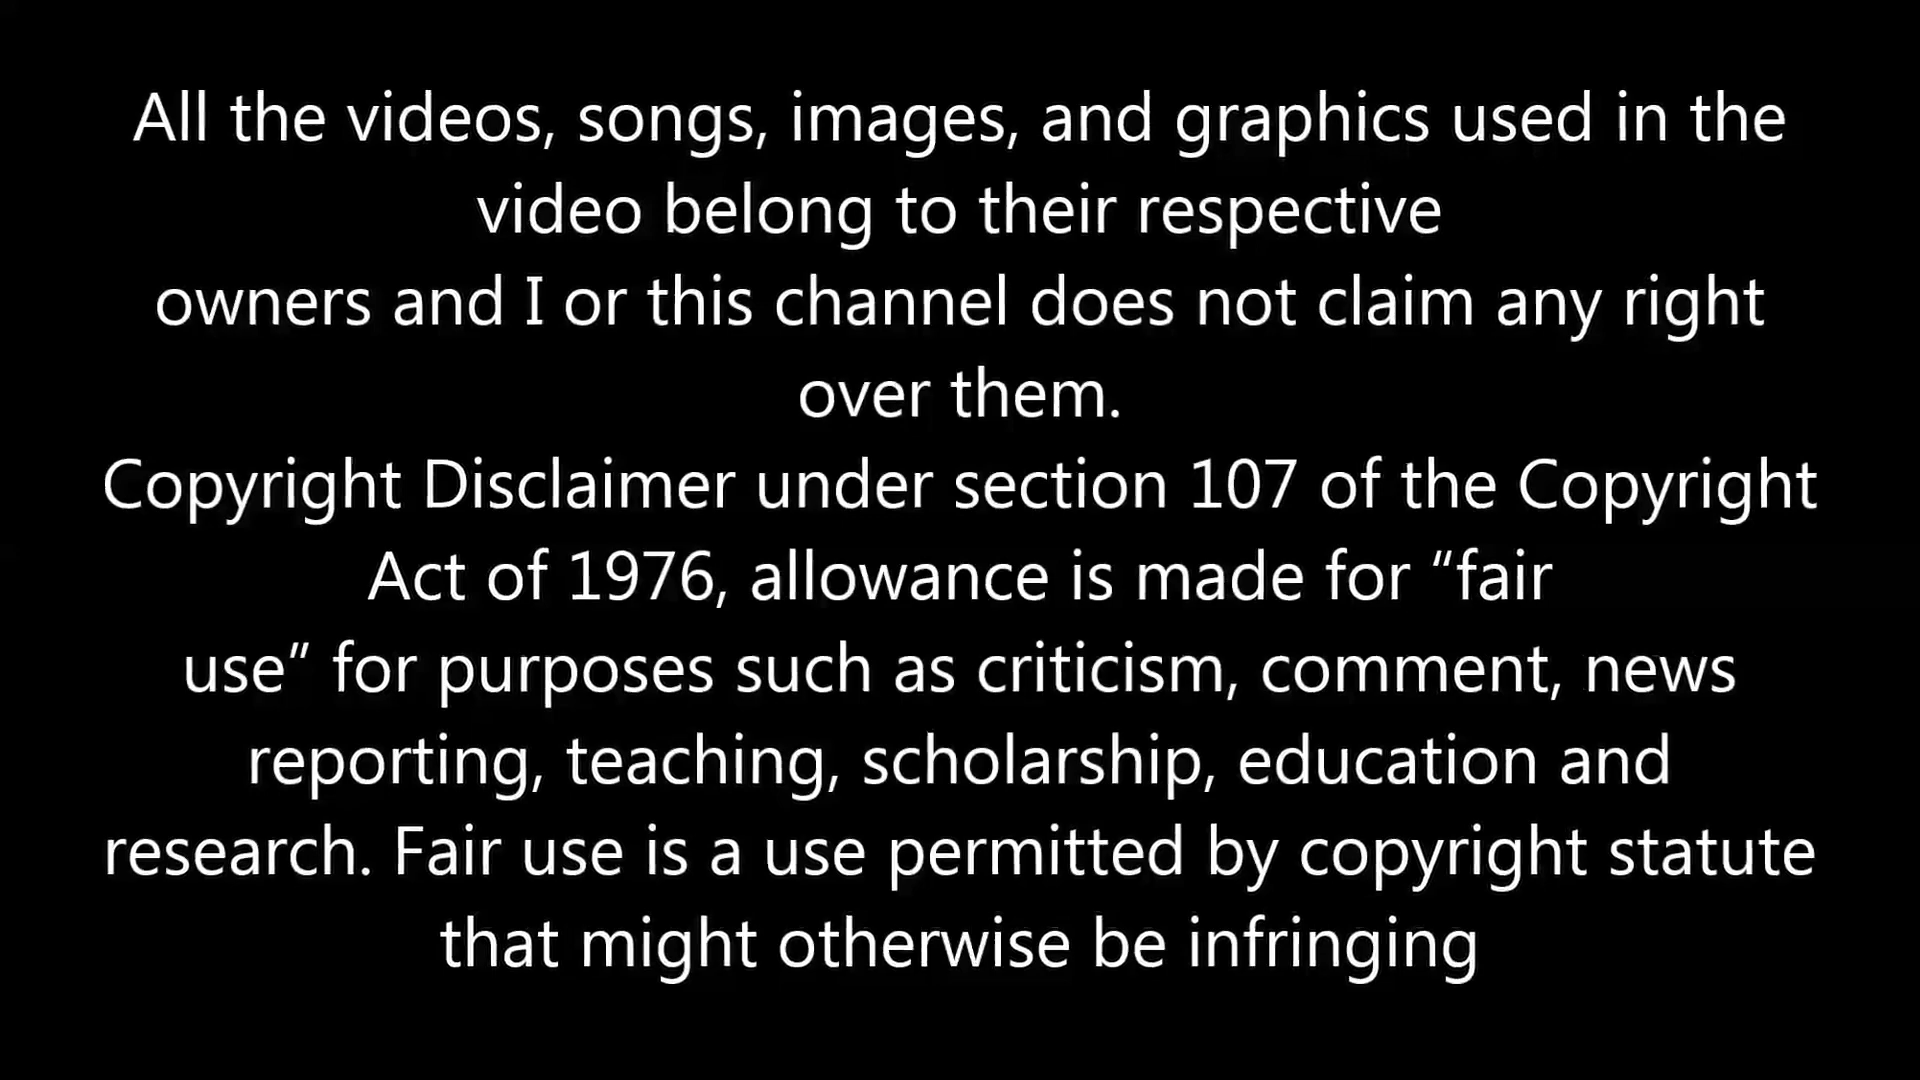 All the videos, songs, images, and graphics used in the
video belong to their respective
owners and I or this channel does not claim any right
over them.
Copyright Disclaimer under section 107 of the Copyright
Act of 1976, allowance is made for “fair
use” for purposes such as criticism, comment, news
reporting, teaching, scholarship, education and
research. Fair use is a use permitted by copyright statute
that might otherwise be infringing